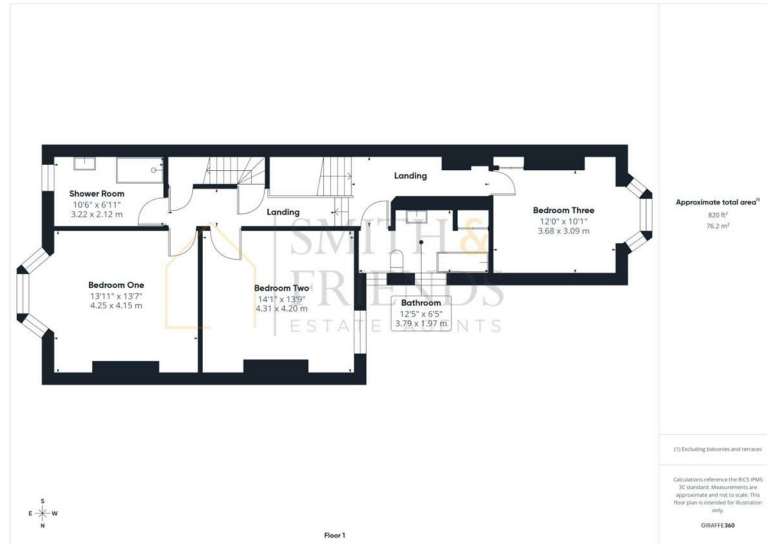 Shower Room
10'6" x 6'11"
3.22 x 2.12 m
Landing
Landing
Bedroom Three
12'0" x 10'1"
3.68 x 3.09 m
Bedroom One
13'11" x 13'7"
4.25 x 4.15 m
Bedroom Two
14'1" x 13'9"
4.31 x 4.20 m
Bathroom
12'5" x 6'5"
3.79 x 1.97 m
SMITH &
FRIENDS
ESTATE AGENTS
Approximate total area(1)
820 ft²
76.2 m²
(1) Excluding balconies and terraces
Calculations reference the RICS IPMS
3C standard. Measurements are
approximate and not to scale. This
floor plan is intended for illustration
only.
GIRAFFE360
S
E W
N
Floor 1